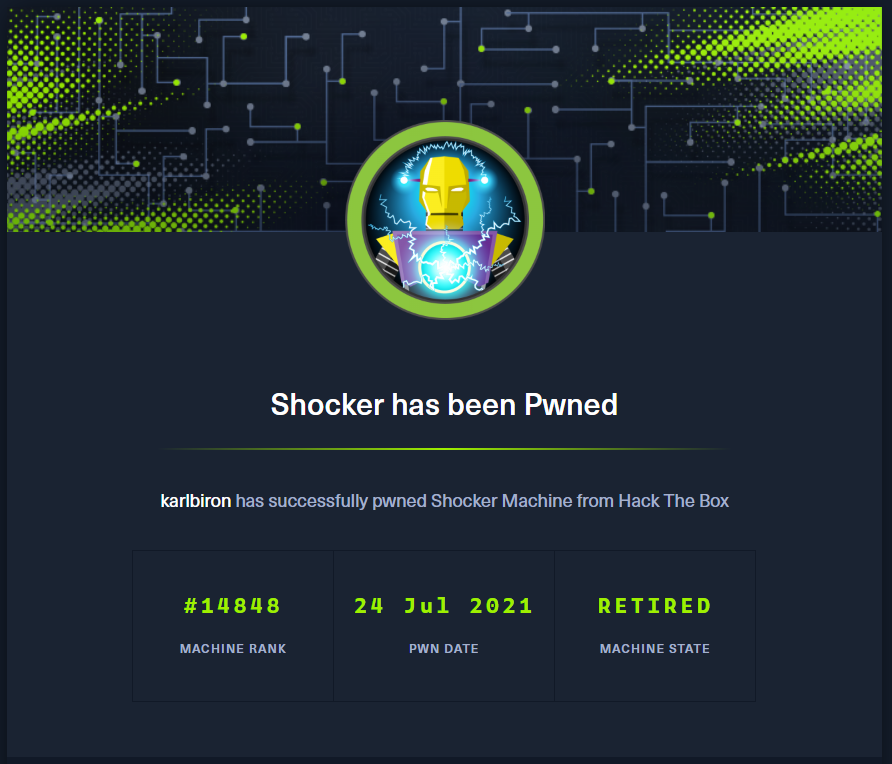 Shocker has been Pwned
karlbiron has successfully pwned Shocker Machine from Hack The Box
#14848 24 Jul 2021 RETIRED
MACHINE RANK PWN DATE MACHINE STATE